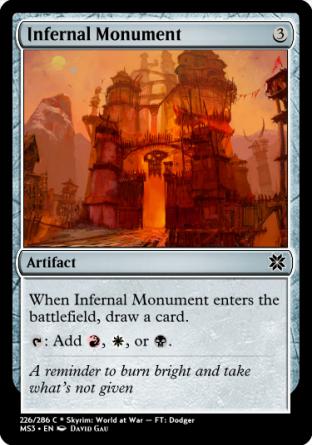 Infernal Monument 3
Artifact
When Infernal Monument enters the
battlefield, draw a card.
: Add , , or .
A reminder to burn bright and take
what's not given
226/286 C * Skyrim: World at War — FT: Dodger
MS3 • EN David Gau